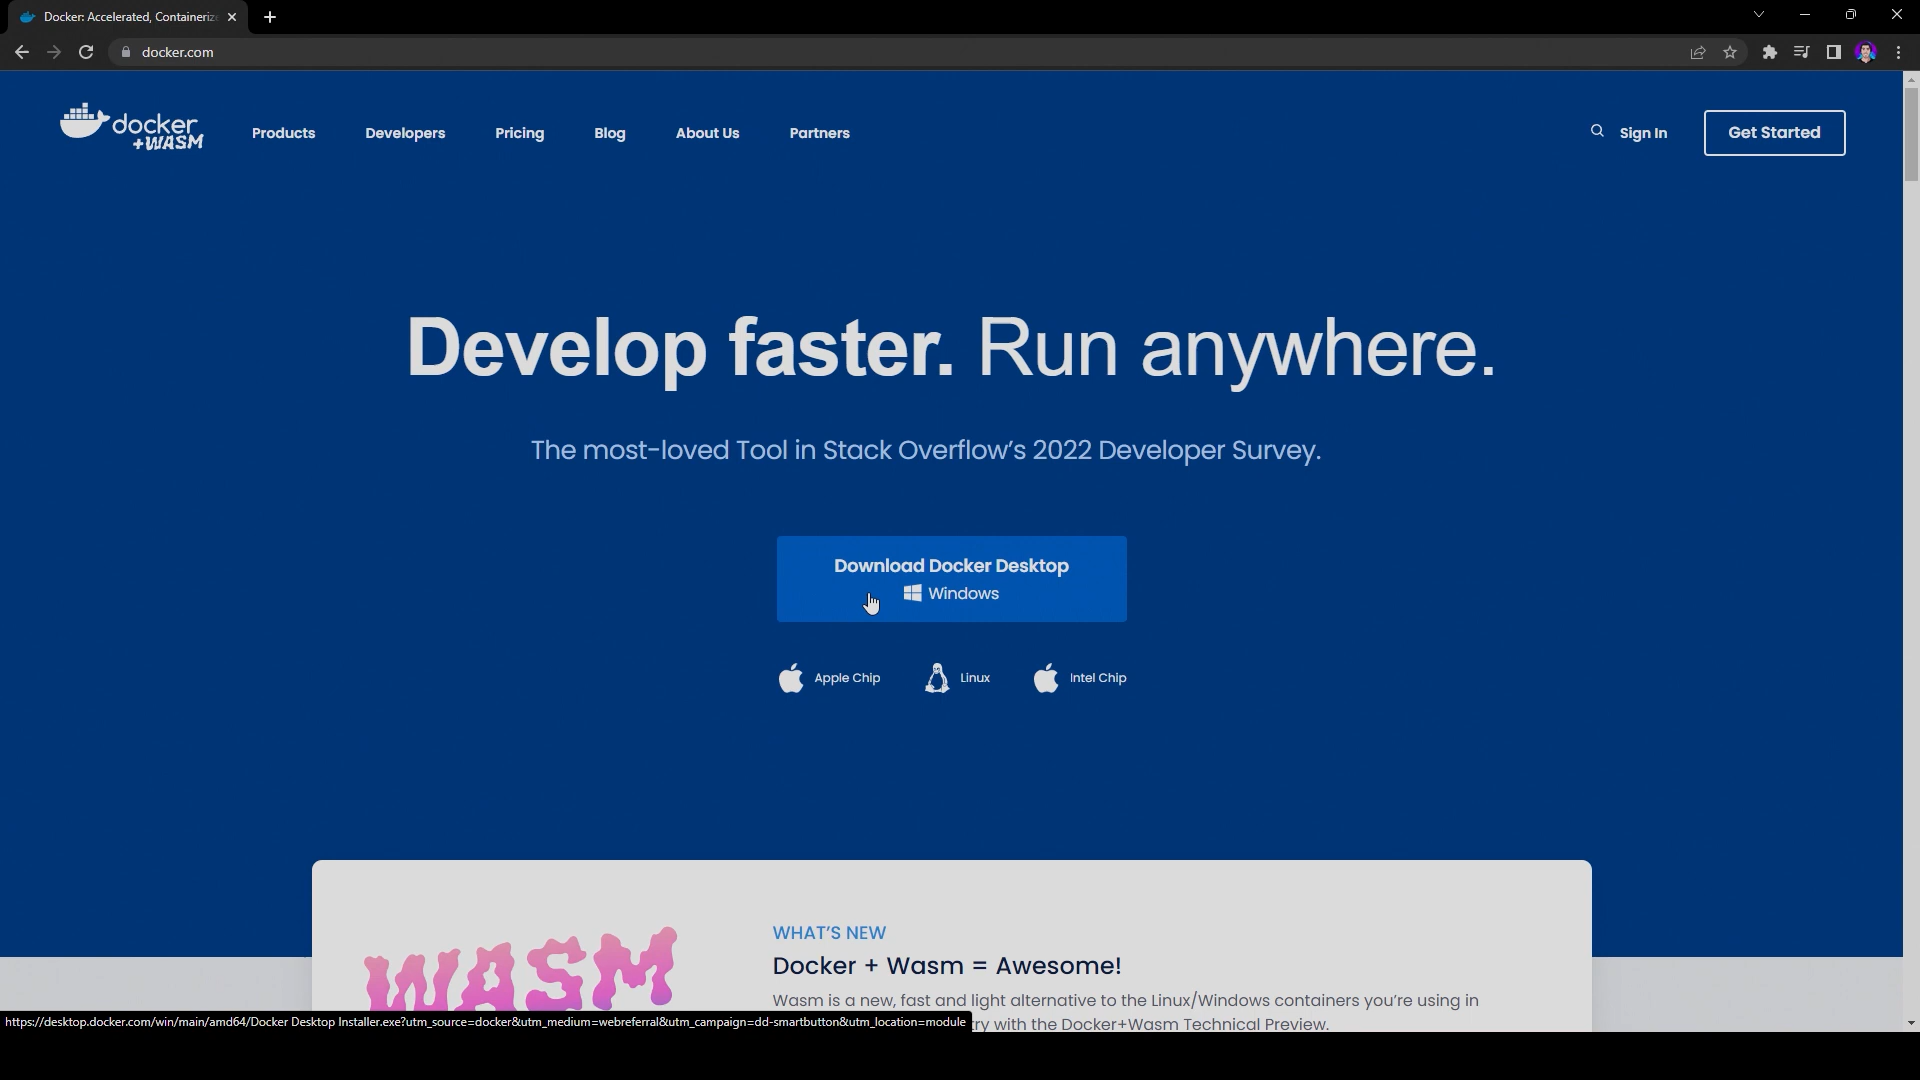 Docker: Accelerated, Containeriz
docker.com
docker
+WASM
Products
Developers
Pricing
Blog
About Us
Partners
Sign In
Get Started
Develop faster. Run anywhere.
The most-loved Tool in Stack Overflow's 2022 Developer Survey.
Download Docker Desktop
Windows
Apple Chip
Linux
Intel Chip
WASM
WHAT'S NEW
Docker + Wasm = Awesome!
Wasm is a new, fast and light alternative to the Linux/Windows containers you're using in
try with the Docker+Wasm Technical Preview.
https://desktop.docker.com/win/main/amd64/Docker Desktop Installer.exe?utm_source=docker&utm_medium=webreferral&utm_campaign=dd-smartbutton&utm_location=module